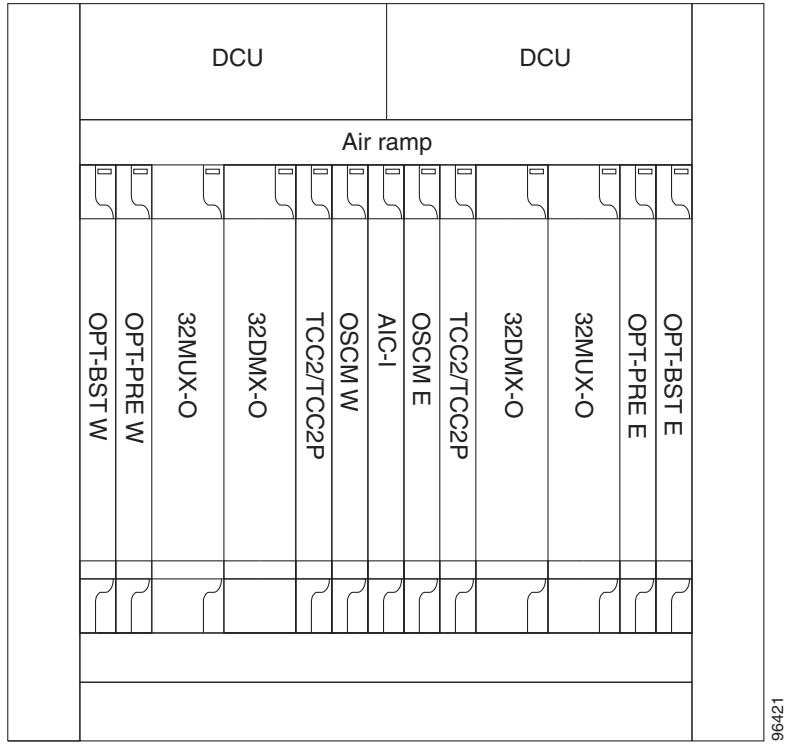 DCU
DCU
Air ramp
OPT-BST W
OPT-PRE W
32MUX-O
32DMX-O
TCC2/TCC2P
OSCM W
AIC-I
OSCM E
TCC2/TCC2P
32DMX-O
32MUX-O
OPT-PRE E
OPT-BST E
96421